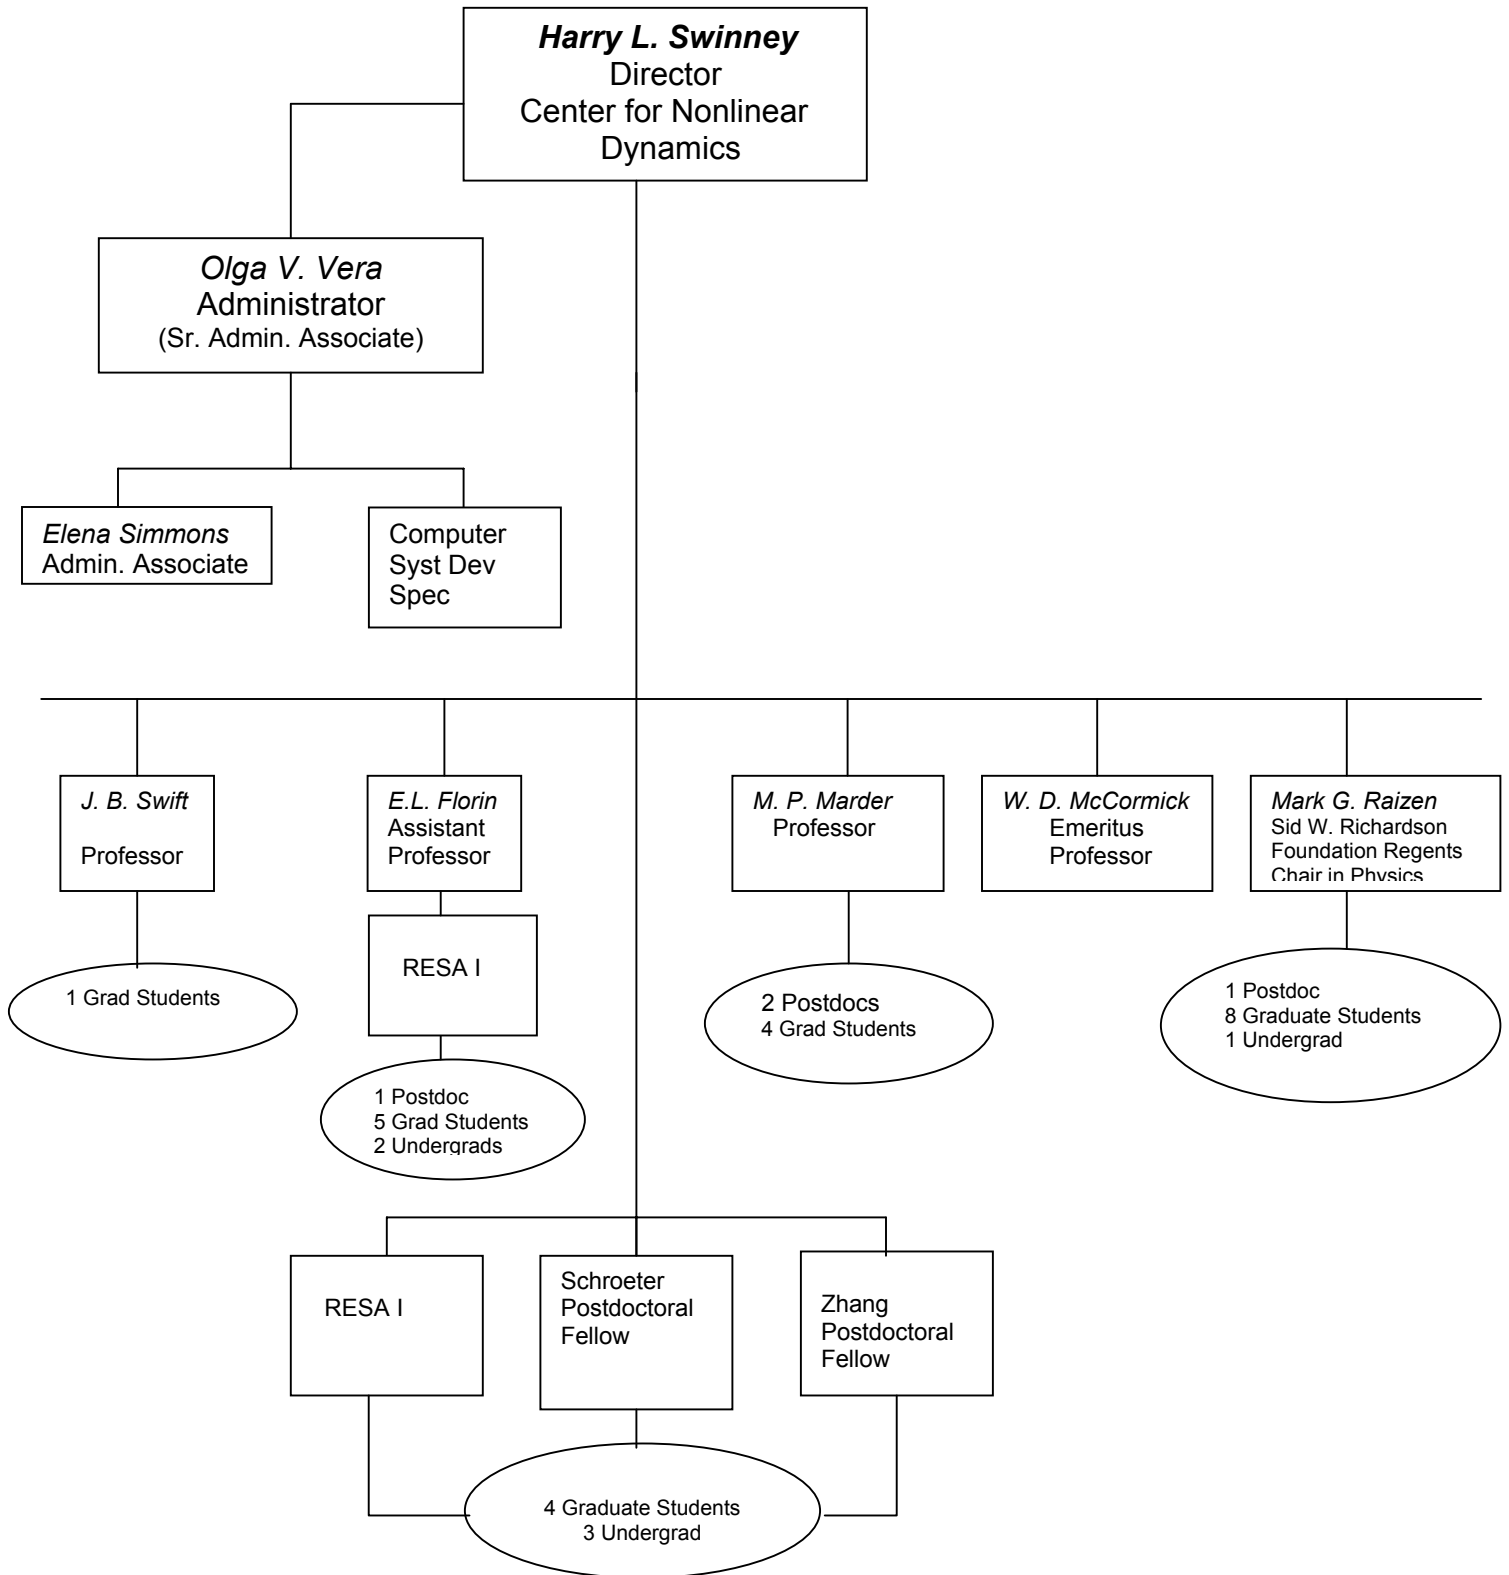 Harry L. Swinney
Director
Center for Nonlinear
Dynamics
Olga V. Vera
Administrator
(Sr. Admin. Associate)
Elena Simmons
Admin. Associate
Computer
Syst Dev
Spec
J. B. Swift
Professor
E.L. Florin
Assistant
Professor
M. P. Marder
Professor
W. D. McCormick
Emeritus
Professor
Mark G. Raizen
Sid W. Richardson
Foundation Regents
Chair in Physics
RESA I
1 Grad Students
1 Postdoc
5 Grad Students
2 Undergrads
2 Postdocs
4 Grad Students
1 Postdoc
8 Graduate Students
1 Undergrad
RESA I
Schroeter
Postdoctoral
Fellow
Zhang
Postdoctoral
Fellow
4 Graduate Students
3 Undergrad